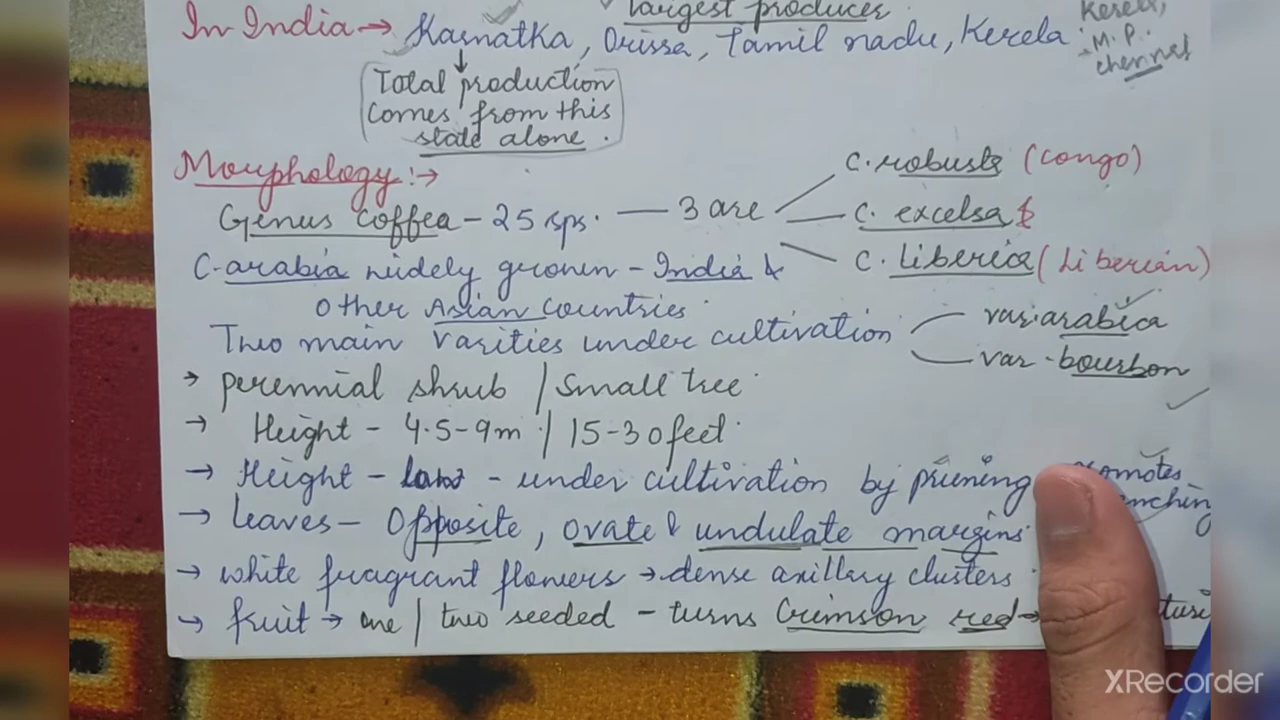 largest producer
In India → Karnatka, Orissa, Tamil nadu, Kerela
Kerela,
M.P.
chennai
Total production
comes from this
state alone.
Morphology :→
Genus coffea - 25 sps. — 3 are
C. robusta (Congo)
C. excelsa
C. Liberica (Liberian)
C. arabia widely grown - India &
other Asian countries
Two main varities under cultivation
var. arabica
var - bourbon
→ perennial shrub / Small tree
→ Height - 4.5-9m / 15-30 feet
→ Height - low - under cultivation by pruning
→ Leaves - opposite, ovate & undulate margins
→ white fragrant flowers → dense axillary clusters
→ fruit → one / two seeded - turns Crimson red →
XRecorder